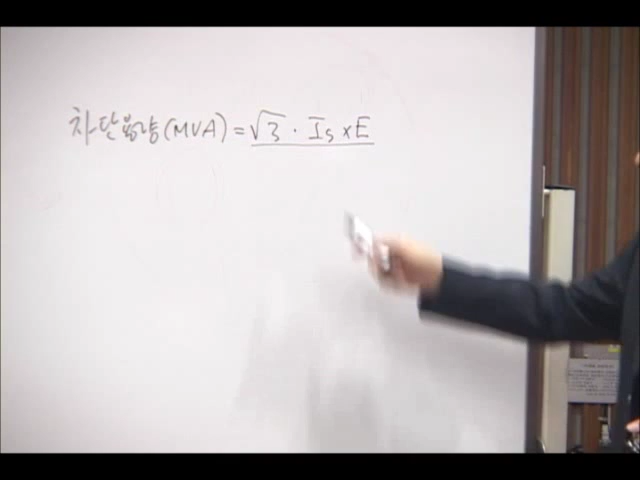 차단용량(MVA) = √3 · Is × E